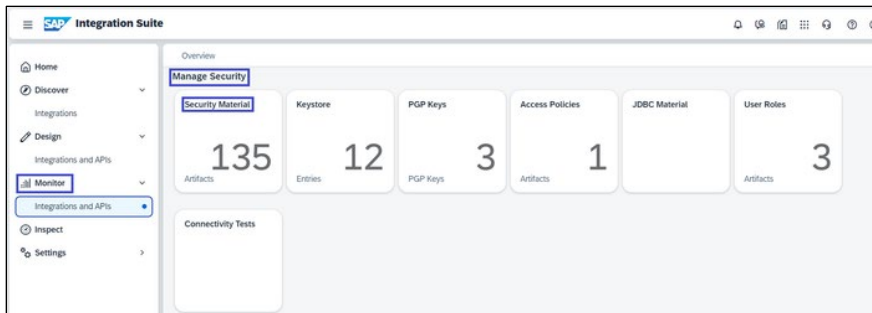 SAP Integration Suite
Home
Discover
Integrations
Design
Integrations and APIs
Monitor
Integrations and APIs
Inspect
Settings
Overview
Manage Security
Security Material
135
Artifacts
Keystore
12
Entries
PGP Keys
3
PGP Keys
Access Policies
1
Artifacts
JDBC Material
User Roles
3
Artifacts
Connectivity Tests